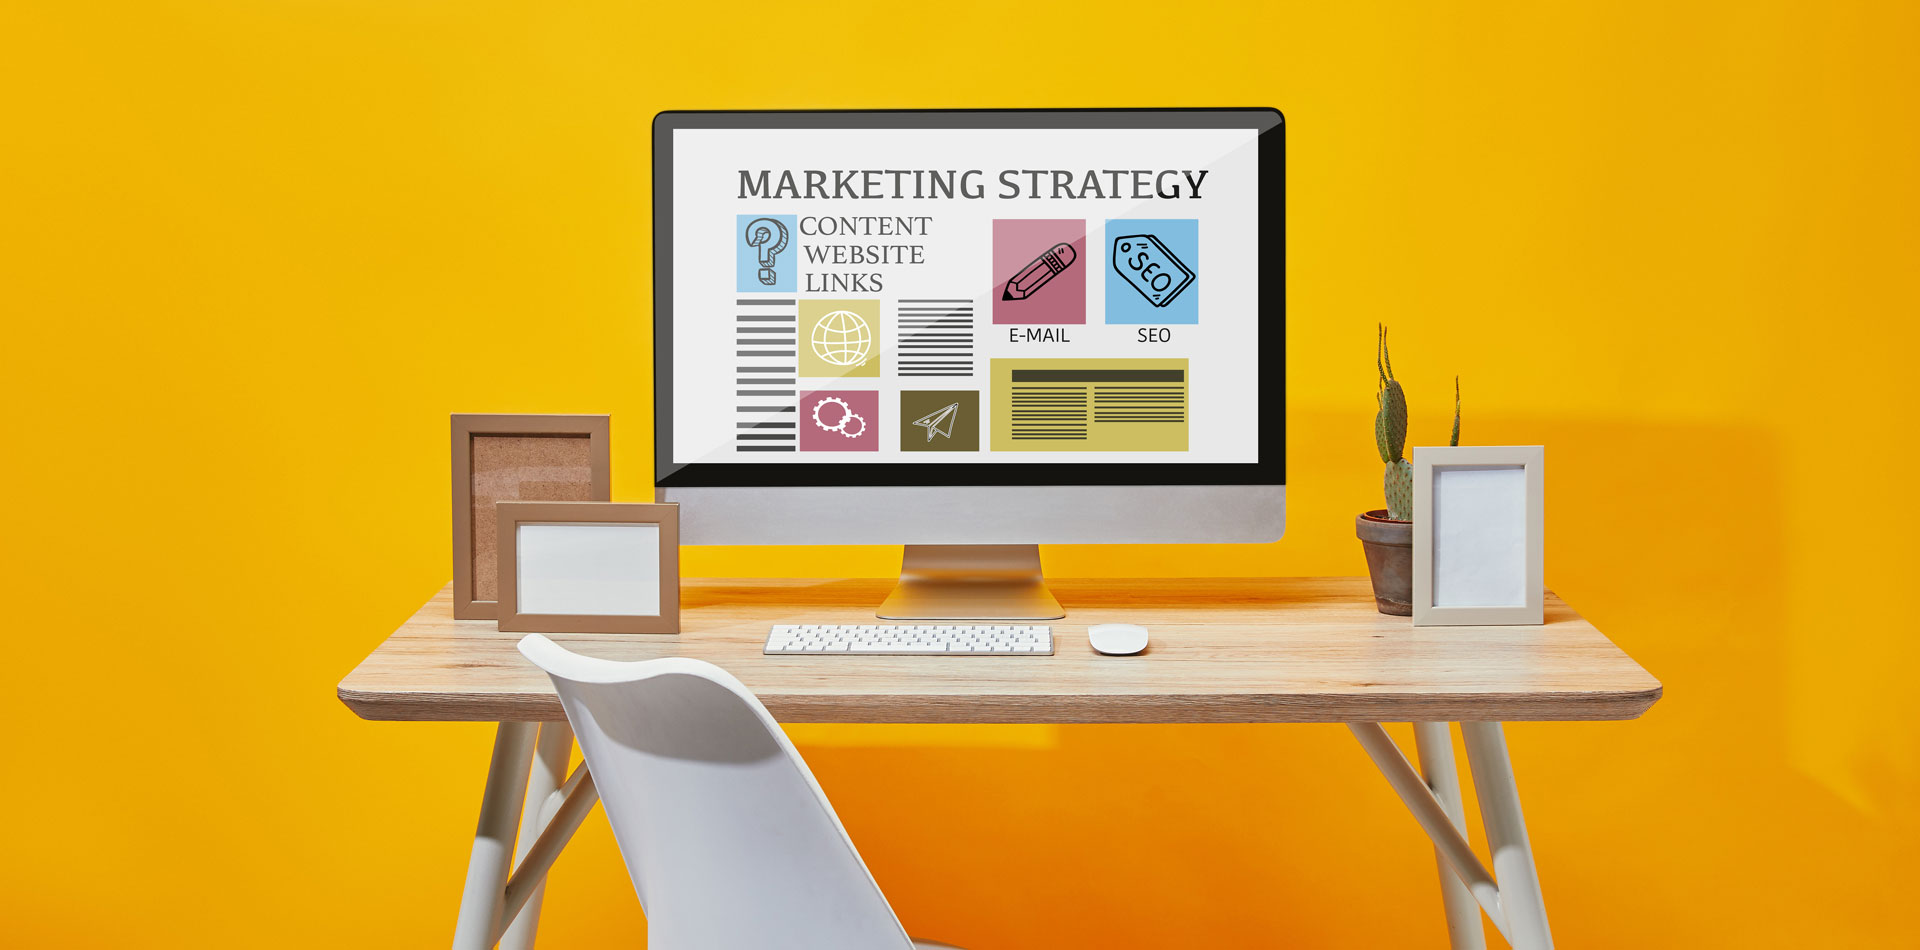 MARKETING STRATEGY
CONTENT
WEBSITE
LINKS
SEO
E-MAIL
SEO